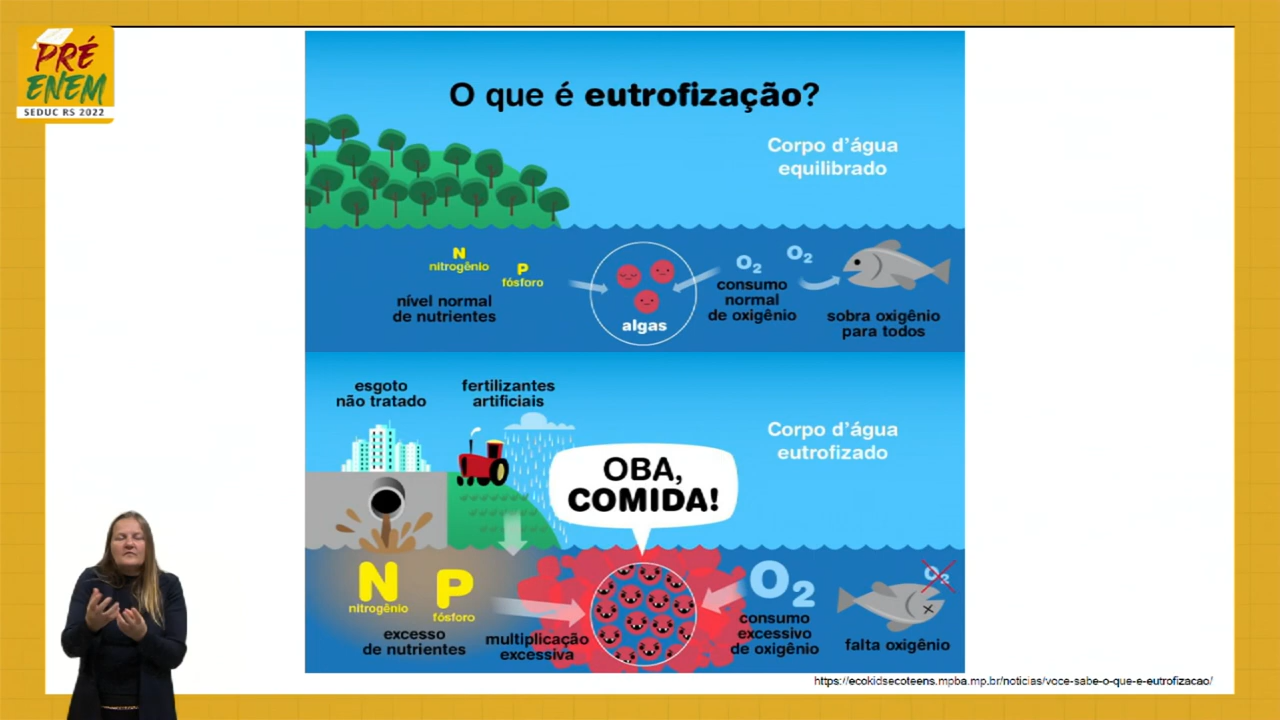 PRÉ
ENEM
SEDUC RS 2022
O que é eutrofização?
Corpo d'água
equilibrado
N
nitrogênio
P
fósforo
nível normal
de nutrientes
algas
O₂
O₂
consumo
normal
de oxigênio
sobra oxigênio
para todos
esgoto
não tratado
fertilizantes
artificiais
Corpo d'água
eutrofizado
OBA,
COMIDA!
N
nitrogênio
P
fósforo
excesso
de nutrientes
multiplicação
excessiva
O₂
consumo
excessivo
de oxigênio
O₂
falta oxigênio
https://ecokidsecoteens.mpba.mp.br/noticias/voce-sabe-o-que-e-eutrofizacao/